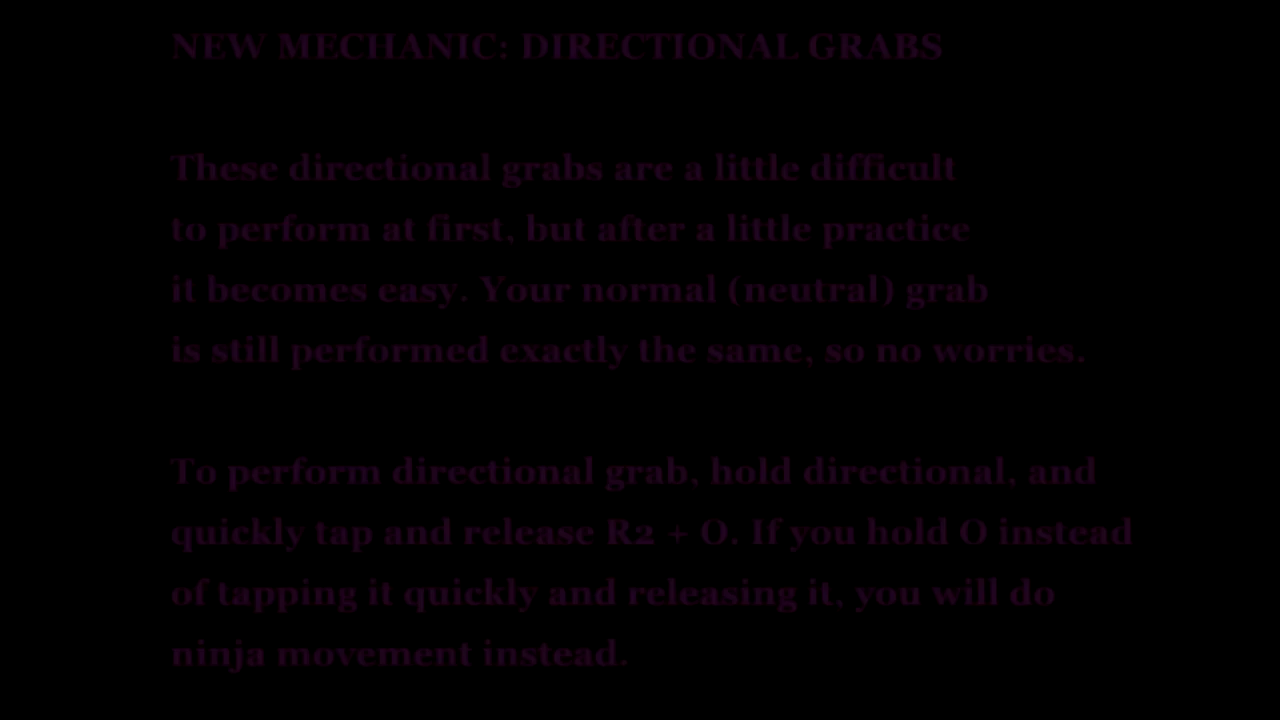 NEW MECHANIC: DIRECTIONAL GRABS
These directional grabs are a little difficult
to perform at first, but after a little practice
it becomes easy. Your normal (neutral) grab
is still performed exactly the same, so no worries.
To perform directional grab, hold directional, and
quickly tap and release R2 + O. If you hold O instead
of tapping it quickly and releasing it, you will do
ninja movement instead.